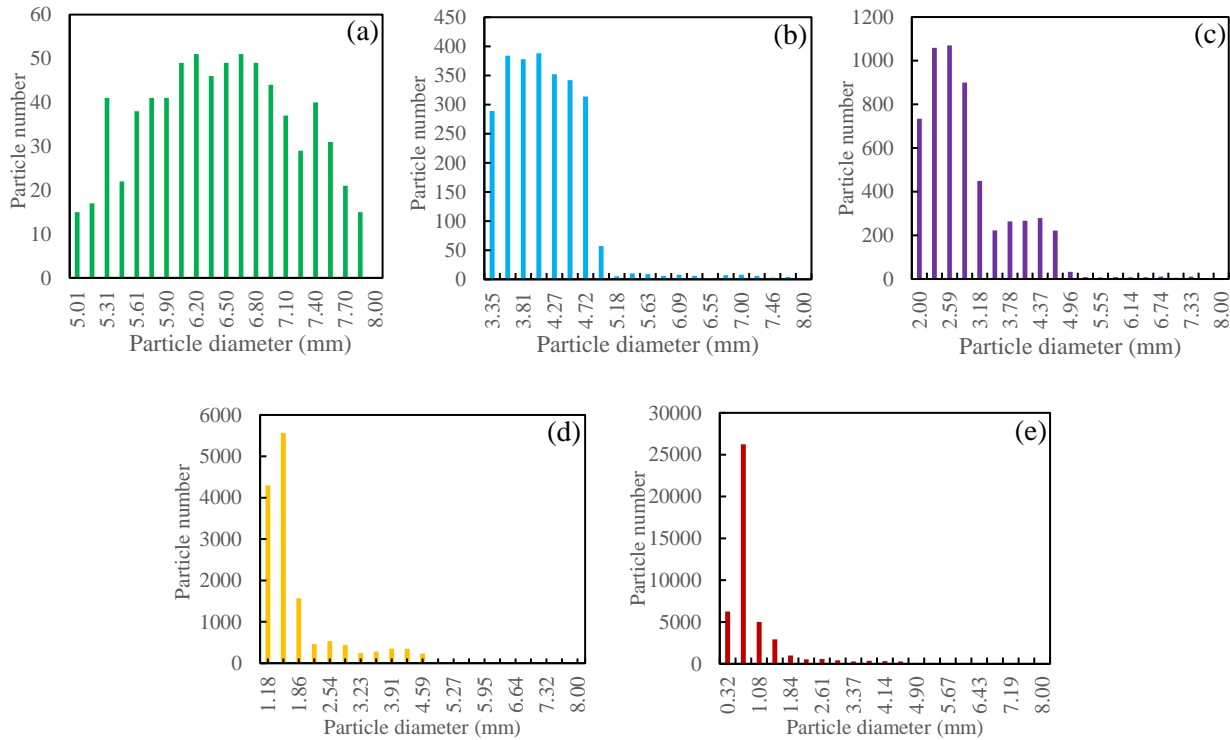 (a)
Particle number
60
50
40
30
20
10
0
5.01 5.31 5.61 5.90 6.20 6.50 6.80 7.10 7.40 7.70 8.00
Particle diameter (mm)
(b)
Particle number
450
400
350
300
250
200
150
100
50
0
3.35 3.81 4.27 4.72 5.18 5.63 6.09 6.55 7.00 7.46 8.00
Particle diameter (mm)
(c)
Particle number
1200
1000
800
600
400
200
0
2.00 2.59 3.18 3.78 4.37 4.96 5.55 6.14 6.74 7.33 8.00
Particle diameter (mm)
(d)
Particle number
6000
5000
4000
3000
2000
1000
0
1.18 1.86 2.54 3.23 3.91 4.59 5.27 5.95 6.64 7.32 8.00
Particle diameter (mm)
(e)
Particle number
30000
25000
20000
15000
10000
5000
0
0.32 1.08 1.84 2.61 3.37 4.14 4.90 5.67 6.43 7.19 8.00
Particle diameter (mm)